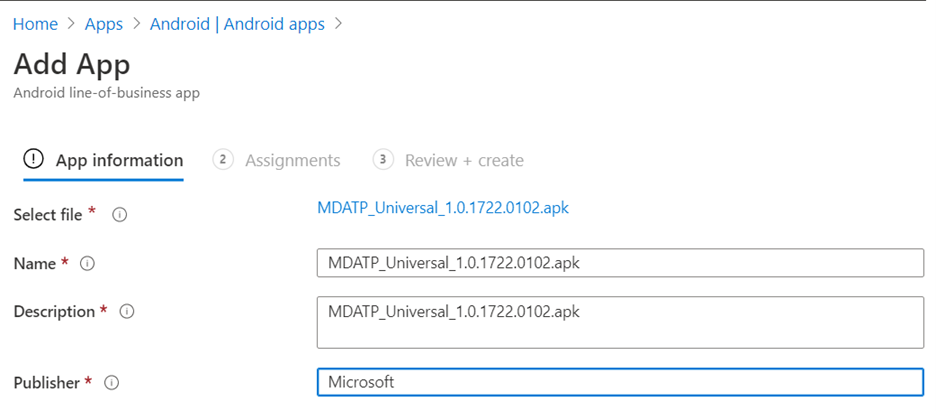 Home > Apps > Android | Android apps >
Add App
Android line-of-business app
! App information 2 Assignments 3 Review + create
Select file * i MDATP_Universal_1.0.1722.0102.apk
Name * i MDATP_Universal_1.0.1722.0102.apk
Description * i MDATP_Universal_1.0.1722.0102.apk
Publisher * i Microsoft